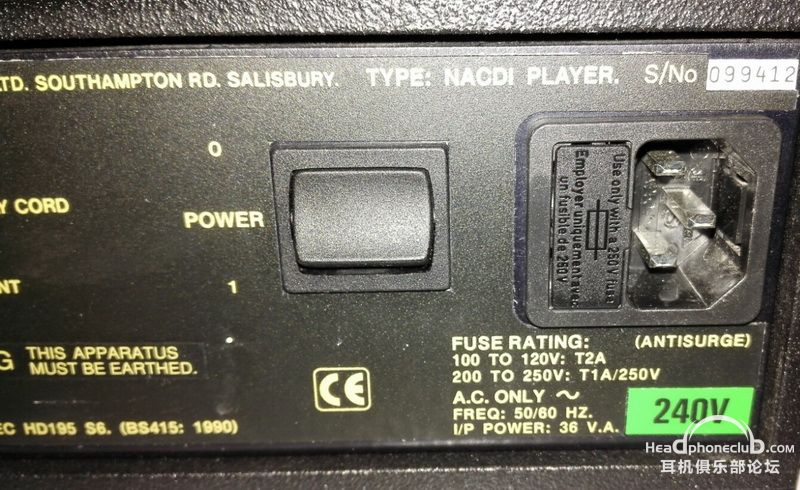 LTD. SOUTHAMPTON RD. SALISBURY. TYPE: NACDI PLAYER. S/No 099412
0
Y CORD
POWER
NT
1
Use only with a 250V fuse
Employer uniquement avec
un fusible de 250V
G THIS APPARATUS
MUST BE EARTHED.
CE
FUSE RATING: (ANTISURGE)
100 TO 120V: T2A
200 TO 250V: T1A/250V
A.C. ONLY ~
FREQ: 50/60 HZ.
I/P POWER: 36 V.A.
240V
EC HD195 S6. (BS415: 1990)
Headphoneclub.com
耳机俱乐部论坛